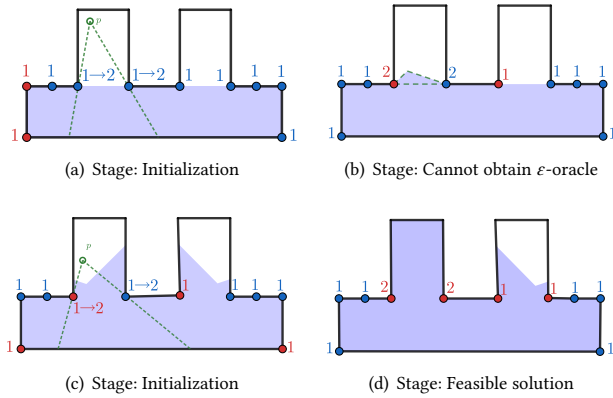 p
1 1 1→2 1→2 1 1 1 1
1 1
(a) Stage: Initialization
1 1 2 2 1 1 1 1
1 1
(b) Stage: Cannot obtain ε-oracle
p
1 1 1→2 1→2 1 1 1 1
1 1
(c) Stage: Initialization
1 1 2 2 1 1 1 1
1 1
(d) Stage: Feasible solution